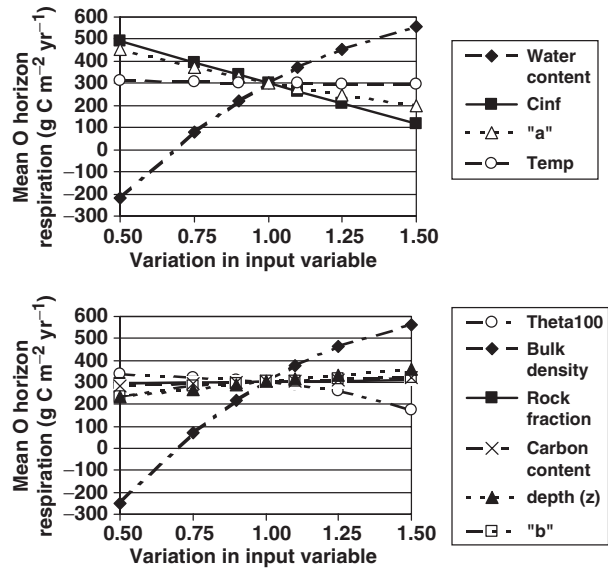 Mean O horizon
respiration (g C m−2 yr−1)
600
500
400
300
200
100
0
−100
−200
−300
0.50 0.75 1.00 1.25 1.50
Variation in input variable
Water
content
Cinf
"a"
Temp
Mean O horizon
respiration (g C m−2 yr−1)
600
500
400
300
200
100
0
−100
−200
−300
0.50 0.75 1.00 1.25 1.50
Variation in input variable
Theta100
Bulk
density
Rock
fraction
Carbon
content
depth (z)
"b"